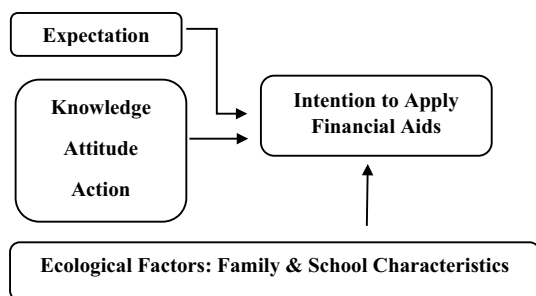 Expectation
Knowledge
Attitude
Action
Intention to Apply
Financial Aids
Ecological Factors: Family & School Characteristics